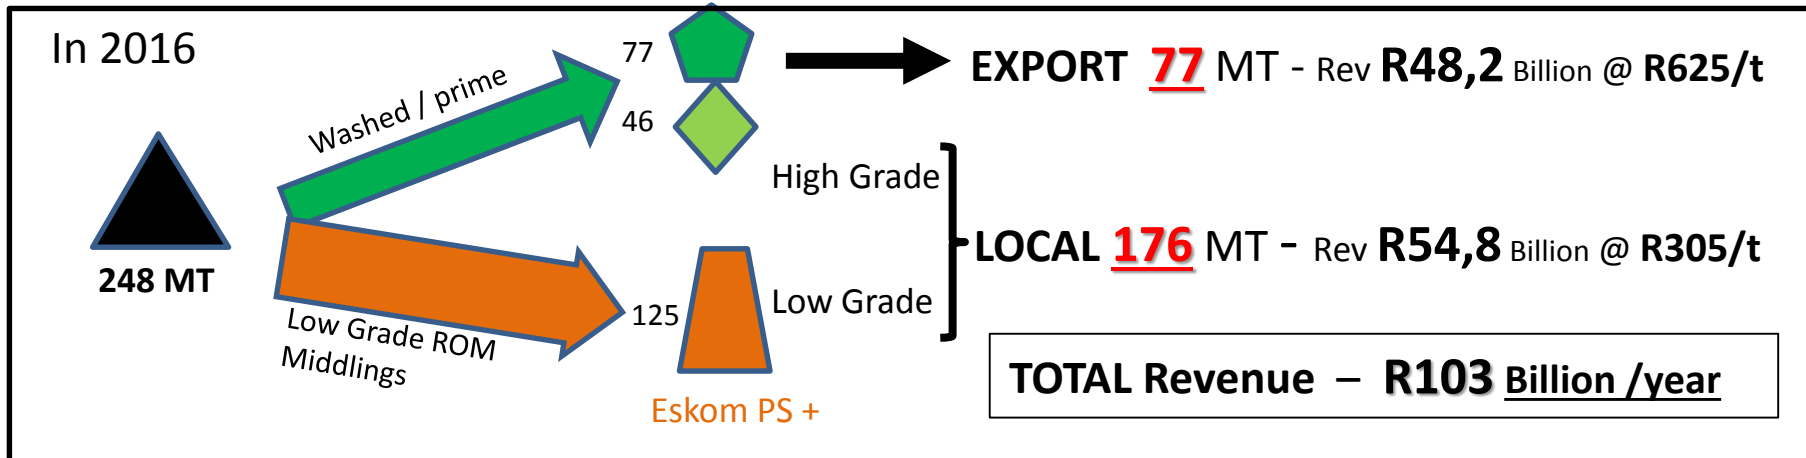 In 2016
248 MT
Washed / prime
Low Grade ROM
Middlings
77
46
125
Eskom PS +
High Grade
Low Grade
EXPORT 77 MT - Rev R48,2 Billion @ R625/t
LOCAL 176 MT - Rev R54,8 Billion @ R305/t
TOTAL Revenue – R103 Billion /year